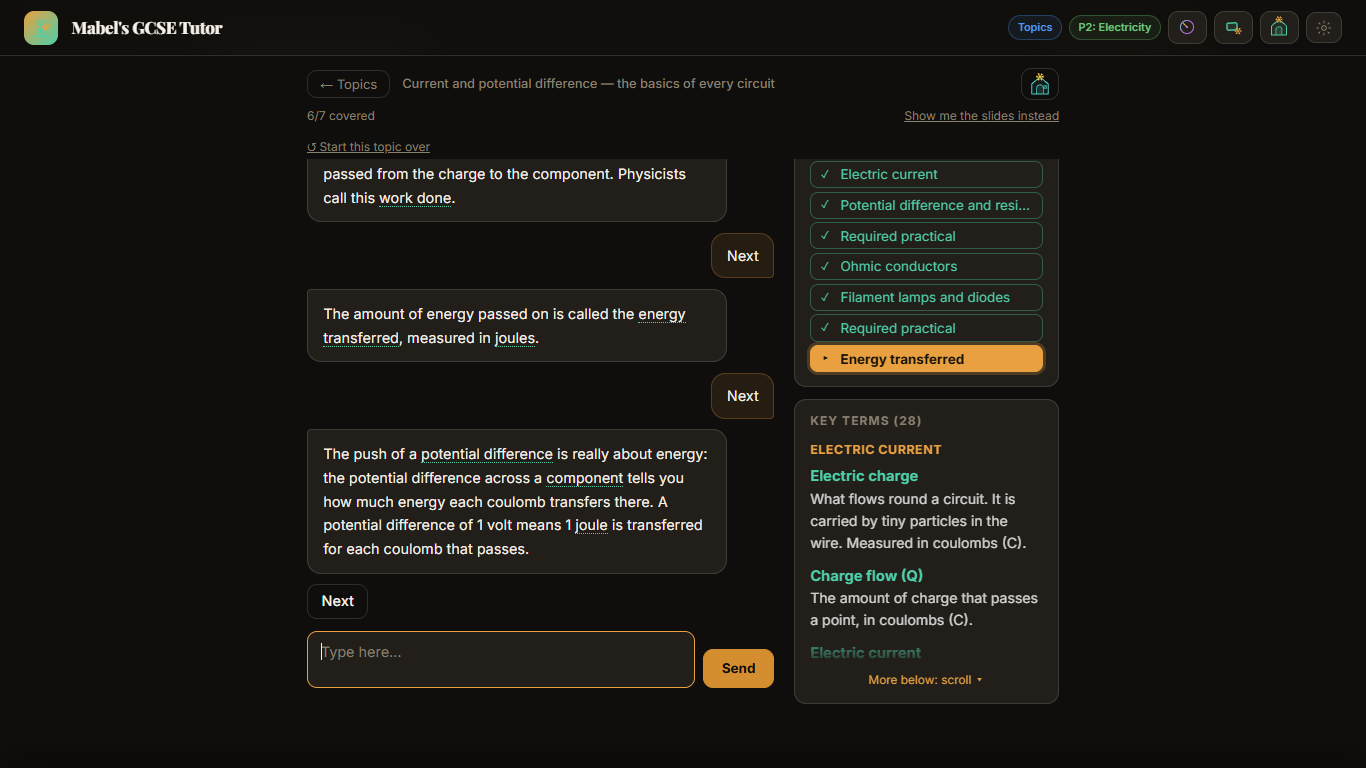 Mabel's GCSE Tutor
Topics
P2: Electricity
← Topics
Current and potential difference — the basics of every circuit
6/7 covered
Show me the slides instead
↺ Start this topic over
passed from the charge to the component. Physicists
call this work done.
Next
The amount of energy passed on is called the energy
transferred, measured in joules.
Next
The push of a potential difference is really about energy:
the potential difference across a component tells you
how much energy each coulomb transfers there. A
potential difference of 1 volt means 1 joule is transferred
for each coulomb that passes.
Next
Type here...
Send
✓ Electric current
✓ Potential difference and resi...
✓ Required practical
✓ Ohmic conductors
✓ Filament lamps and diodes
✓ Required practical
▸ Energy transferred
KEY TERMS (28)
ELECTRIC CURRENT
Electric charge
What flows round a circuit. It is
carried by tiny particles in the
wire. Measured in coulombs (C).
Charge flow (Q)
The amount of charge that passes
a point, in coulombs (C).
Electric current
More below: scroll ▾